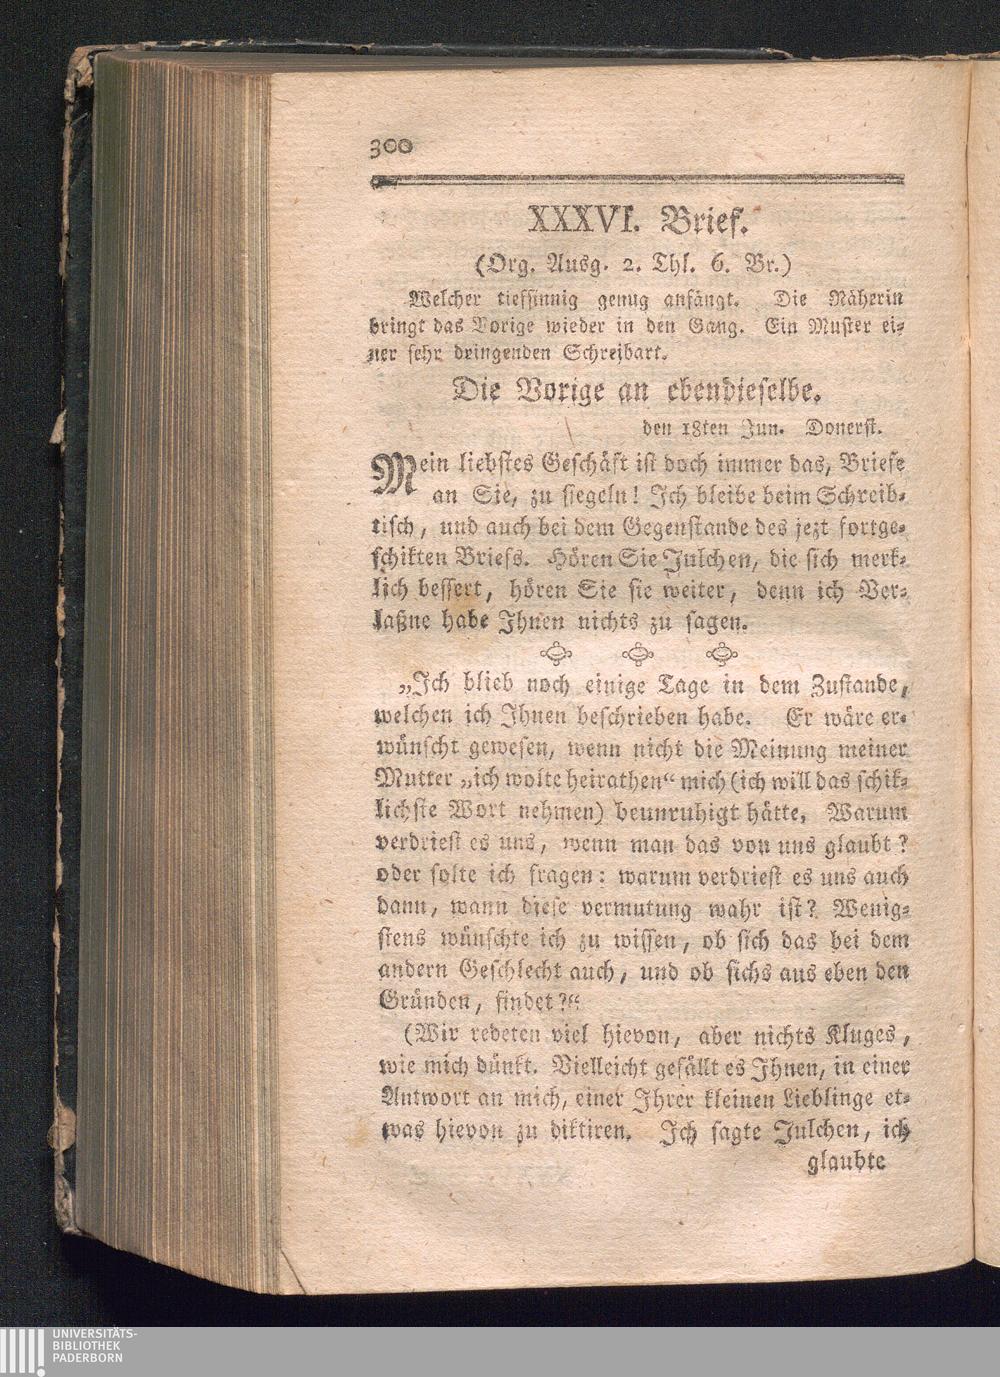 300
XXXVI. Brief.
(Org. Ausg. 2. Thl. 6. Br.)
Welcher tiefsinnig genug anfängt. Die Näherin
bringt das Vorige wieder in den Gang. Ein Muster ei-
ner sehr dringenden Schreibart.
Die Vorige an ebendieselbe.
den 18ten Jun. Donerst.
Mein liebstes Geschäft ist doch immer das, Briefe
an Sie, zu siegeln! Ich bleibe beim Schreib-
tisch, und auch bei dem Gegenstande des jezt fortge-
schikten Briefs. Hören Sie Julchen, die sich merk-
lich bessert, hören Sie sie weiter, denn ich Ver-
laßne habe Ihnen nichts zu sagen.
„Ich blieb noch einige Tage in dem Zustande,
welchen ich Ihnen beschrieben habe. Er wäre er-
wünscht gewesen, wenn nicht die Meinung meiner
Mutter „ich wolte heirathen“ mich (ich will das schik-
lichste Wort nehmen) beunruhigt hätte. Warum
verdriest es uns, wenn man das von uns glaubt?
oder solte ich fragen: warum verdriest es uns auch
dann, wann diese vermutung wahr ist? Wenig-
stens wünschte ich zu wissen, ob sich das bei dem
andern Geschlecht auch, und ob sichs aus eben den
Gründen, findet?“
(Wir redeten viel hievon, aber nichts Kluges,
wie mich dünkt. Vielleicht gefällt es Ihnen, in einer
Antwort an mich, einer Ihrer kleinen Lieblinge et-
was hievon zu diktiren. Ich sagte Julchen, ich
glaubte
UNIVERSITÄTS-
BIBLIOTHEK
PADERBORN